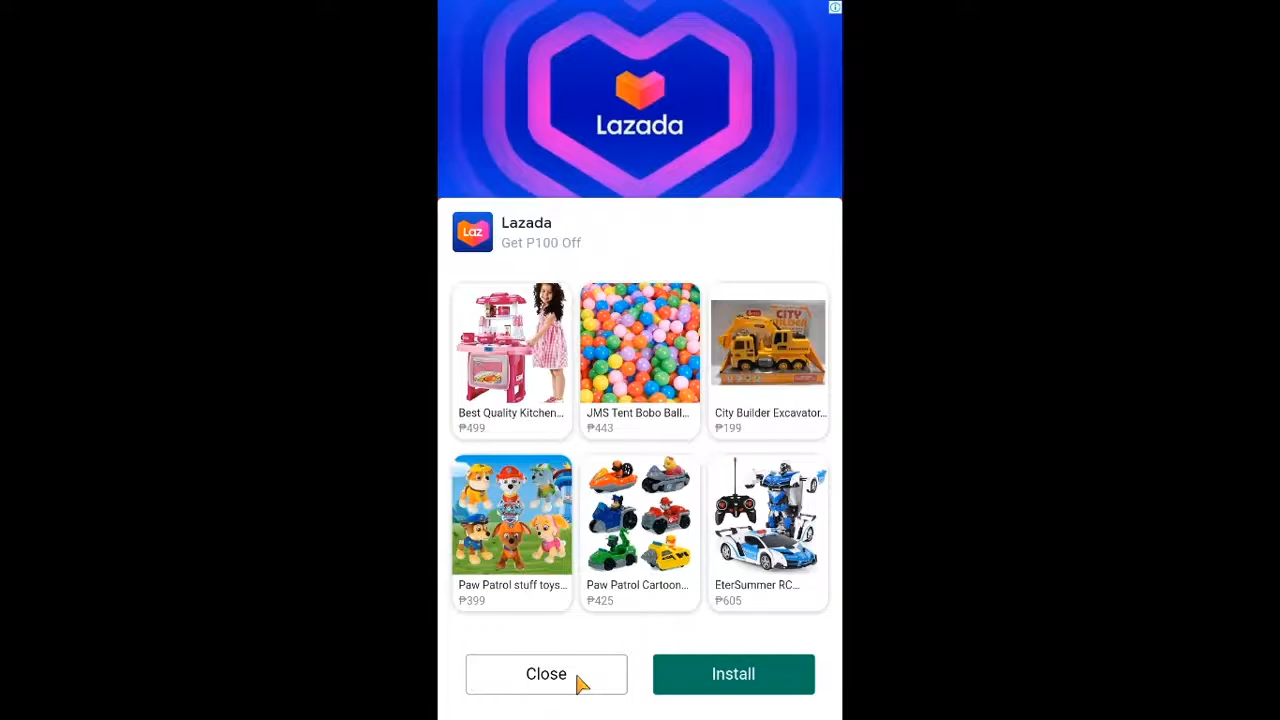 Lazada
Lazada
Laz
Get P100 Off
Best Quality Kitchen...
JMS Tent Bobo Ball...
City Builder Excavator...
₱499
₱443
₱199
Paw Patrol stuff toys...
Paw Patrol Cartoon...
EterSummer RC...
₱399
₱425
₱605
Close
Install